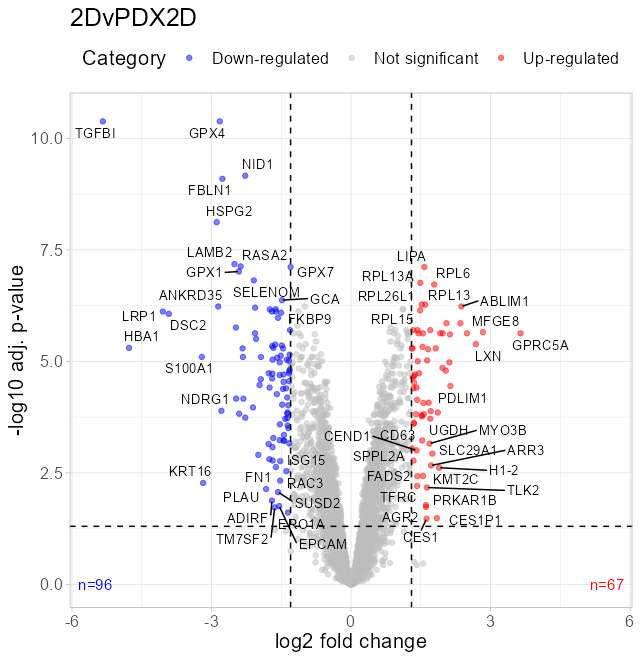 2DvPDX2D
Category Down-regulated Not significant Up-regulated
-log10 adj. p-value
10.0
7.5
5.0
2.5
0.0
TGFBI
GPX4
NID1
FBLN1
HSPG2
LAMB2
RASA2
GPX1
GPX7
SELENOM
ANKRD35
GCA
LRP1
DSC2
FKBP9
HBA1
S100A1
NDRG1
SG15
KRT16
FN1
RAC3
PLAU
SUSD2
ADIRF
ERO1A
TM7SF2
EPCAM
LIPA
RPL13A
RPL6
RPL26L1
RPL13
ABLIM1
RPL15
MFGE8
GPRC5A
LXN
PDLIM1
CEND1
CD63
UGDH
MYO3B
SPPL2A
SLC29A1
ARR3
H1-2
FADS2
KMT2C
TLK2
TFRC
PRKAR1B
AGR2
CES1P1
CES1
n=96
n=67
-6 -3 0 3 6
log2 fold change